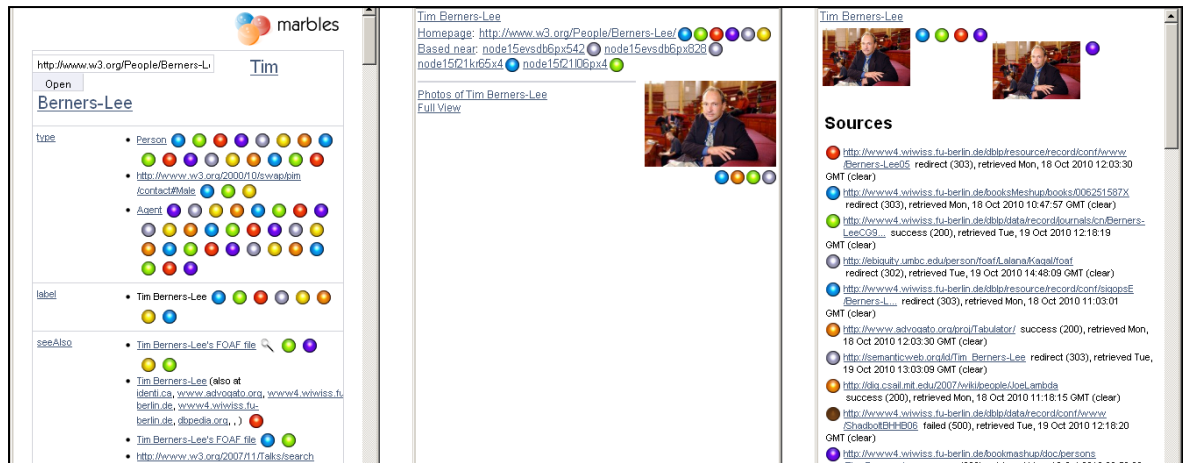 marbles
http://www.w3.org/People/Berners-L
Tim
Open
Berners-Lee
type
Person
http://www.w3.org/2000/10/swap/pim
/contact#Male
Agent
label
Tim Berners-Lee
seeAlso
Tim Berners-Lee's FOAF file
Tim Berners-Lee (also at
identi.ca, www.advogato.org, www4.wiwiss.fu-
berlin.de, www4.wiwiss.fu-
berlin.de, dbpedia.org, , )
Tim Berners-Lee's FOAF file
http://www.w3.org/2007/11/Talks/search
Tim Berners-Lee
Homepage: http://www.w3.org/People/Berners-Lee/
Based near: node15evsdb6px542 node15evsdb6px828
node15f21kr65x4 node15f21l06px4
Photos of Tim Berners-Lee
Full View
Tim Berners-Lee
Sources
http://www4.wiwiss.fu-berlin.de/dblp/resource/record/conf/www
/Berners-Lee05 redirect (303), retrieved Mon, 18 Oct 2010 12:03:30
GMT (clear)
http://www4.wiwiss.fu-berlin.de/booksMeshup/books/006251587X
redirect (303), retrieved Mon, 18 Oct 2010 10:47:57 GMT (clear)
http://www4.wiwiss.fu-berlin.de/dblp/data/record/journals/cn/Berners-
LeeCG9... success (200), retrieved Tue, 19 Oct 2010 12:18:19
GMT (clear)
http://ebiquity.umbc.edu/person/foaf/Lalana/Kagal/foaf
redirect (302), retrieved Tue, 19 Oct 2010 14:48:09 GMT (clear)
http://www4.wiwiss.fu-berlin.de/dblp/resource/record/conf/sigopsE
/Berners-L... redirect (303), retrieved Mon, 18 Oct 2010 11:03:01
GMT (clear)
http://www.advogato.org/proj/Tabulator/ success (200), retrieved Mon,
18 Oct 2010 12:03:30 GMT (clear)
http://semanticweb.org/id/Tim_Berners-Lee redirect (303), retrieved Tue,
19 Oct 2010 13:03:09 GMT (clear)
http://dig.csail.mit.edu/2007/wiki/people/JoeLambda
success (200), retrieved Mon, 18 Oct 2010 11:18:15 GMT (clear)
http://www4.wiwiss.fu-berlin.de/dblp/data/record/conf/www
/ShadboltBHHB06 failed (500), retrieved Tue, 19 Oct 2010 12:18:20
GMT (clear)
http://www4.wiwiss.fu-berlin.de/bookmashup/doc/persons